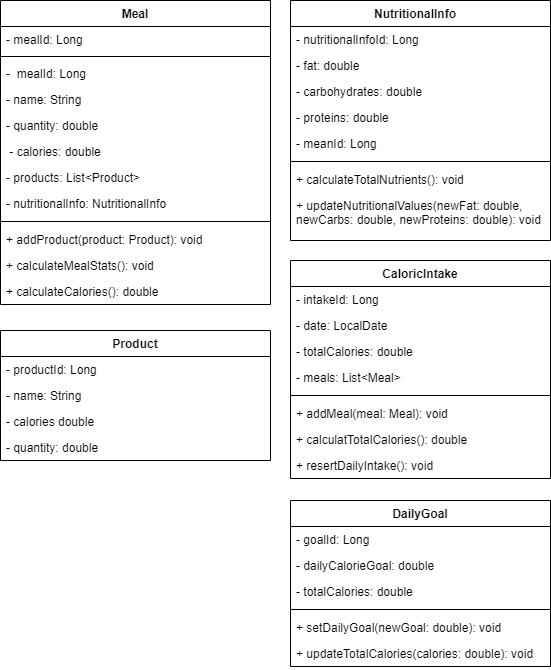 Meal
- mealId: Long
- mealId: Long
- name: String
- quantity: double
- calories: double
- products: List<Product>
- nutritionalInfo: NutritionalInfo
+ addProduct(product: Product): void
+ calculateMealStats(): void
+ calculateCalories(): double
Product
- productId: Long
- name: String
- calories double
- quantity: double
NutritionalInfo
- nutritionalInfoId: Long
- fat: double
- carbohydrates: double
- proteins: double
- meanId: Long
+ calculateTotalNutrients(): void
+ updateNutritionalValues(newFat: double,
newCarbs: double, newProteins: double): void
CaloricIntake
- intakeId: Long
- date: LocalDate
- totalCalories: double
- meals: List<Meal>
+ addMeal(meal: Meal): void
+ calculatTotalCalories(): double
+ resertDailyIntake(): void
DailyGoal
- goalId: Long
- dailyCalorieGoal: double
- totalCalories: double
+ setDailyGoal(newGoal: double): void
+ updateTotalCalories(calories: double): void